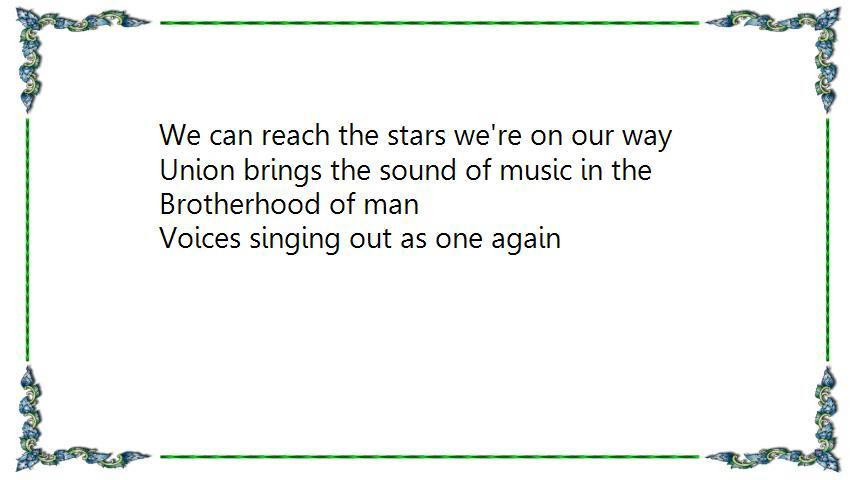 We can reach the stars we're on our way
Union brings the sound of music in the
Brotherhood of man
Voices singing out as one again